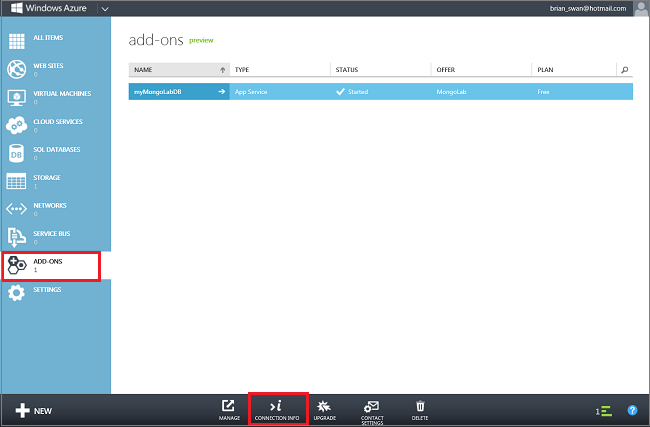 Windows Azure
brian_swan@hotmail.com
ALL ITEMS
WEB SITES
0
VIRTUAL MACHINES
0
CLOUD SERVICES
0
SQL DATABASES
0
STORAGE
1
NETWORKS
0
SERVICE BUS
0
ADD-ONS
1
SETTINGS
add-ons preview
NAME TYPE STATUS OFFER PLAN
myMongoLabDB App Service Started MongoLab Free
DB
NEW
MANAGE
CONNECTION INFO
UPGRADE
CONTACT
SETTINGS
DELETE
1
?